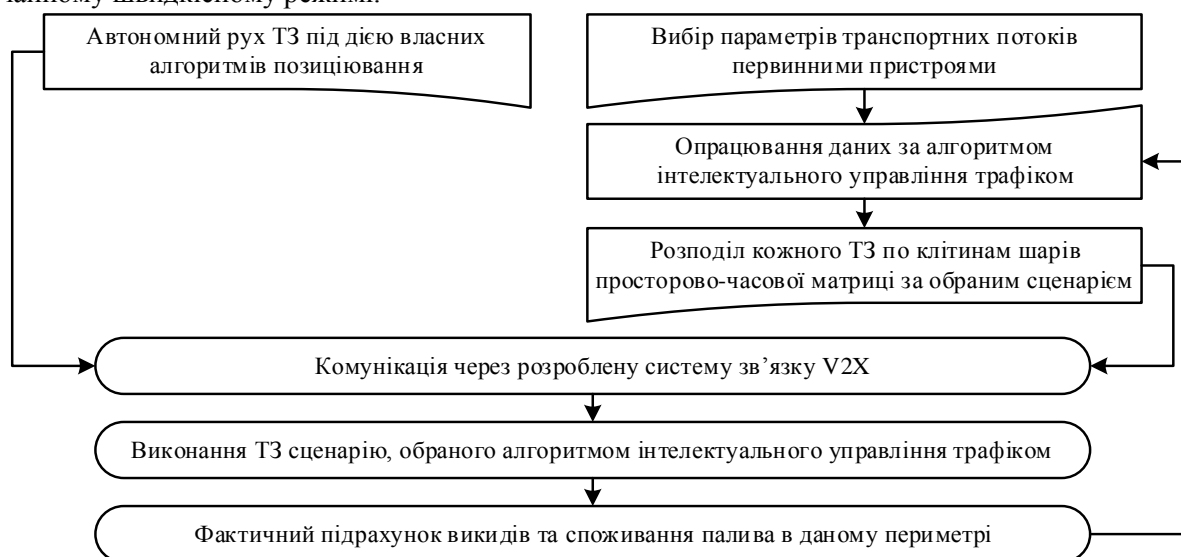 швидкісному режимі.
Автономний рух ТЗ під дією власних
алгоритмів позиціювання
Вибір параметрів транспортних потоків
первинними пристроями
Опрацювання даних за алгоритмом
інтелектуального управління трафіком
Розподіл кожного ТЗ по клітинам шарів
просторово-часової матриці за обраним сценарієм
Комунікація через розроблену систему зв’язку V2X
Виконання ТЗ сценарію, обраного алгоритмом інтелектуального управління трафіком
Фактичний підрахунок викидів та споживання палива в даному периметрі